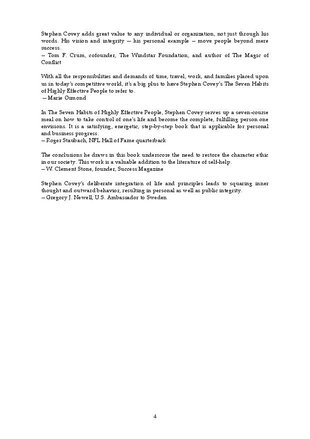 Stephen Covey adds great value to any individual or organization, not just through his
words. His vision and integrity -- his personal example -- move people beyond mere
success.
-- Tom F. Crum, cofounder, The Windstar Foundation, and author of The Magic of
Conflict
With all the responsibilities and demands of time, travel, work, and families placed upon
us in today's competitive world, it's a big plus to have Stephen Covey's The Seven Habits
of Highly Effective People to refer to.
-- Marie Osmond
In The Seven Habits of Highly Effective People, Stephen Covey serves up a seven-course
meal on how to take control of one's life and become the complete, fulfilling person one
envisions. It is a satisfying, energetic, step-by-step book that is applicable for personal
and business progress.
-- Roger Staubach, NFL Hall of Fame quarterback
The conclusions he draws in this book underscore the need to restore the character ethic
in our society. This work is a valuable addition to the literature of self-help.
-- W. Clement Stone, founder, Success Magazine
Stephen Covey's deliberate integration of life and principles leads to squaring inner
thought and outward behavior, resulting in personal as well as public integrity.
-- Gregory J. Newell, U.S. Ambassador to Sweden
4